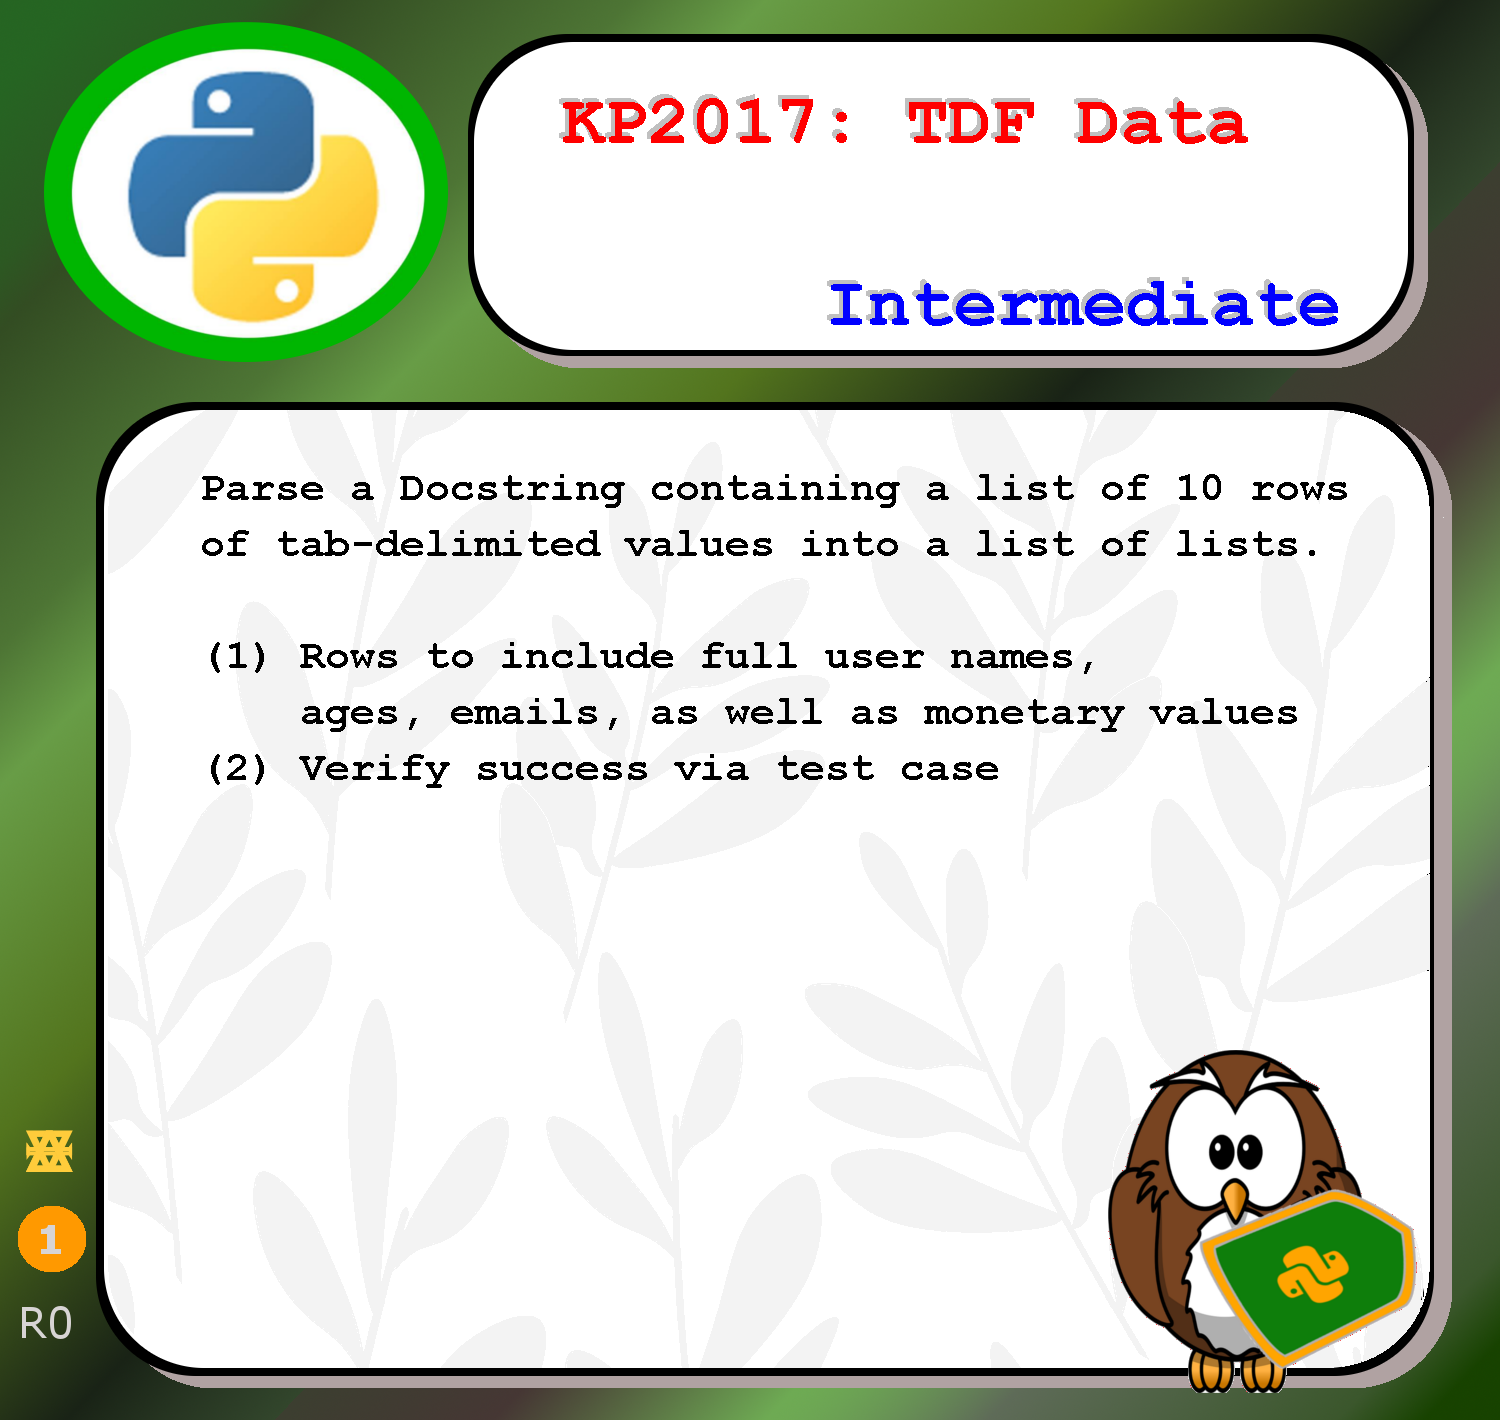 KP2017: TDF Data
Intermediate
Parse a Docstring containing a list of 10 rows
of tab-delimited values into a list of lists.
(1) Rows to include full user names,
ages, emails, as well as monetary values
(2) Verify success via test case
1
R0